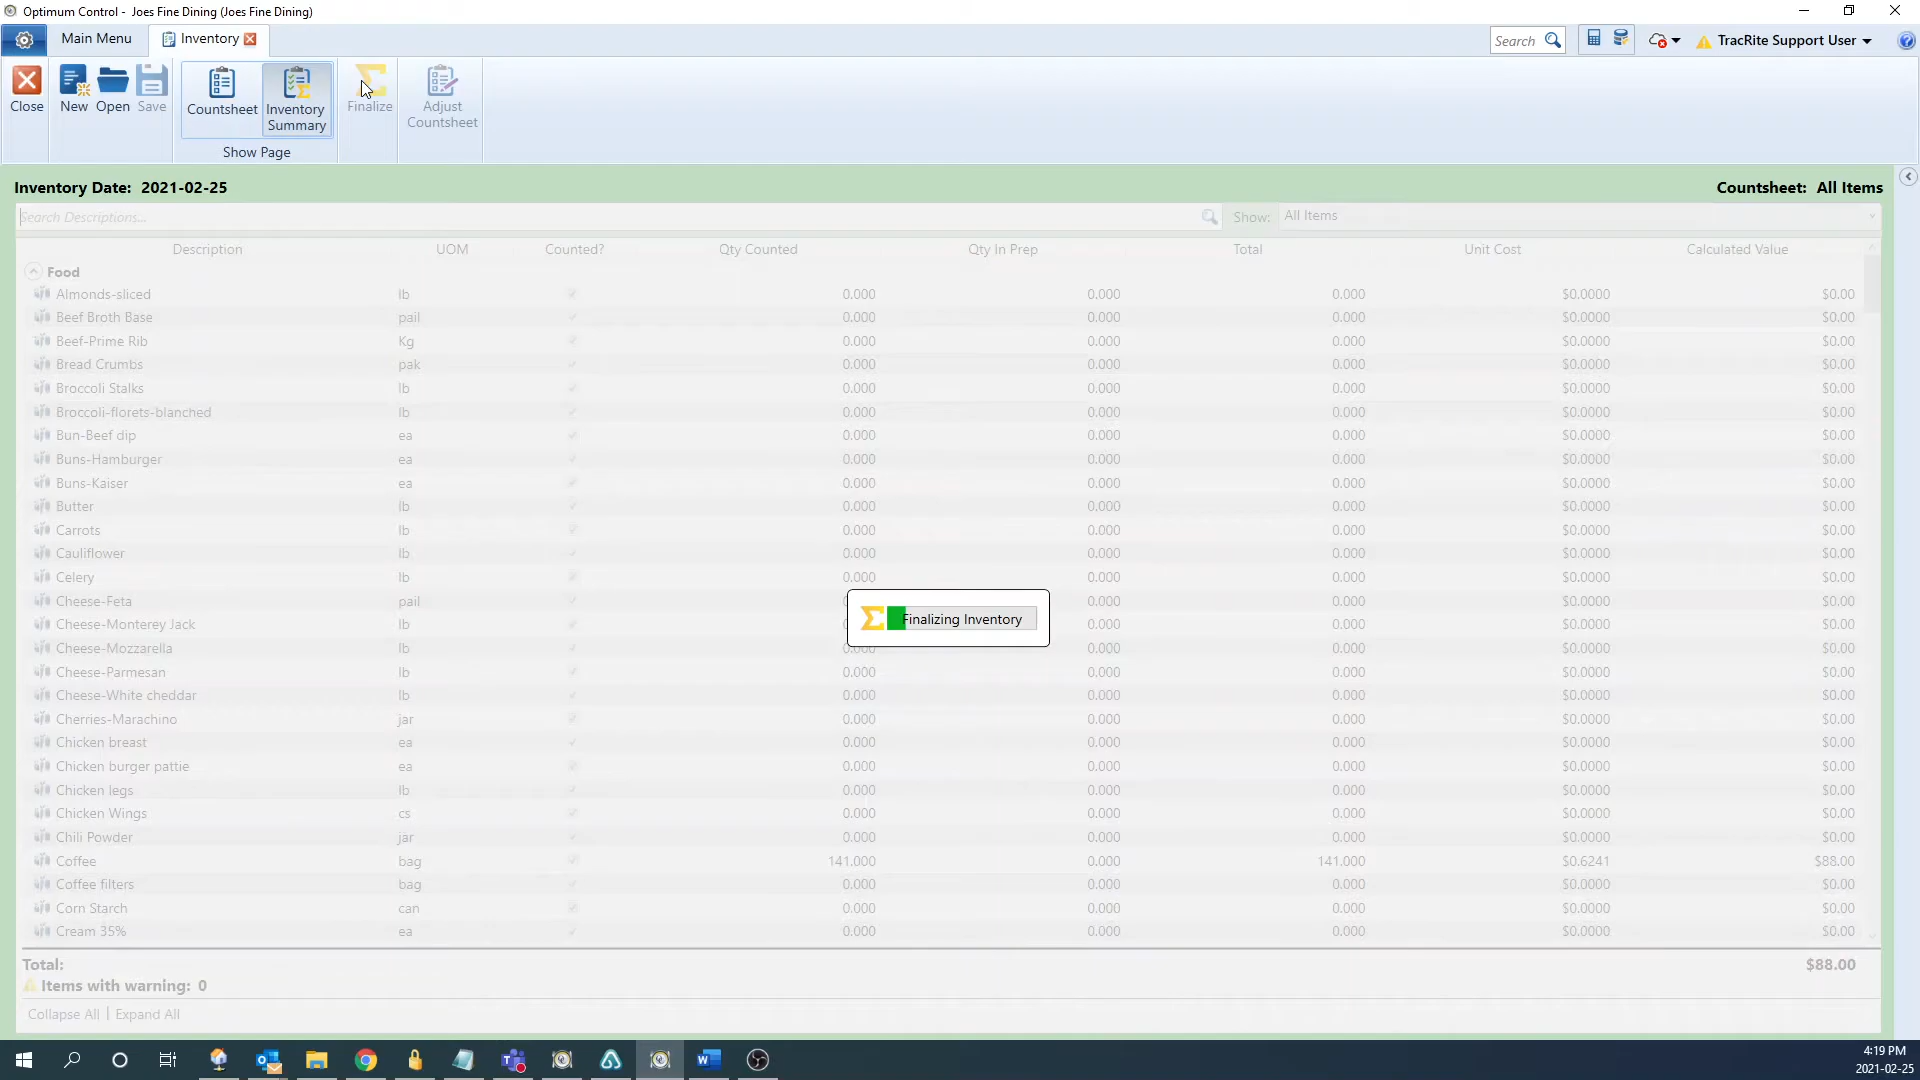 Optimum Control - Joes Fine Dining (Joes Fine Dining)
Main Menu Inventory Search TracRite Support User
Close New Open Save Countsheet Inventory Summary Finalize Adjust Countsheet
Show Page
Inventory Date: 2021-02-25 Countsheet: All Items
Search Descriptions... Show: All Items
Description UOM Counted? Qty Counted Qty In Prep Total Unit Cost Calculated Value
Food
Almonds-sliced lb 0.000 0.000 0.000 $0.0000 $0.00
Beef Broth Base pail 0.000 0.000 0.000 $0.0000 $0.00
Beef-Prime Rib Kg 0.000 0.000 0.000 $0.0000 $0.00
Bread Crumbs pak 0.000 0.000 0.000 $0.0000 $0.00
Broccoli Stalks lb 0.000 0.000 0.000 $0.0000 $0.00
Broccoli-florets-blanched lb 0.000 0.000 0.000 $0.0000 $0.00
Bun-Beef dip ea 0.000 0.000 0.000 $0.0000 $0.00
Buns-Hamburger ea 0.000 0.000 0.000 $0.0000 $0.00
Buns-Kaiser ea 0.000 0.000 0.000 $0.0000 $0.00
Butter lb 0.000 0.000 0.000 $0.0000 $0.00
Carrots lb 0.000 0.000 0.000 $0.0000 $0.00
Cauliflower lb 0.000 0.000 0.000 $0.0000 $0.00
Celery lb 0.000 0.000 0.000 $0.0000 $0.00
Cheese-Feta pail 0.000 0.000 $0.0000 $0.00
Finalizing Inventory
Cheese-Monterey Jack lb 0.000 0.000 $0.0000 $0.00
Cheese-Mozzarella lb 0.000 0.000 0.000 $0.0000 $0.00
Cheese-Parmesan lb 0.000 0.000 0.000 $0.0000 $0.00
Cheese-White cheddar lb 0.000 0.000 0.000 $0.0000 $0.00
Cherries-Marachino jar 0.000 0.000 0.000 $0.0000 $0.00
Chicken breast ea 0.000 0.000 0.000 $0.0000 $0.00
Chicken burger pattie ea 0.000 0.000 0.000 $0.0000 $0.00
Chicken legs lb 0.000 0.000 0.000 $0.0000 $0.00
Chicken Wings cs 0.000 0.000 0.000 $0.0000 $0.00
Chili Powder jar 0.000 0.000 0.000 $0.0000 $0.00
Coffee bag 141.000 0.000 141.000 $0.6241 $88.00
Coffee filters bag 0.000 0.000 0.000 $0.0000 $0.00
Corn Starch can 0.000 0.000 0.000 $0.0000 $0.00
Cream 35% ea 0.000 0.000 0.000 $0.0000 $0.00
Total: $88.00
Items with warning: 0
Collapse All | Expand All
4:19 PM
2021-02-25